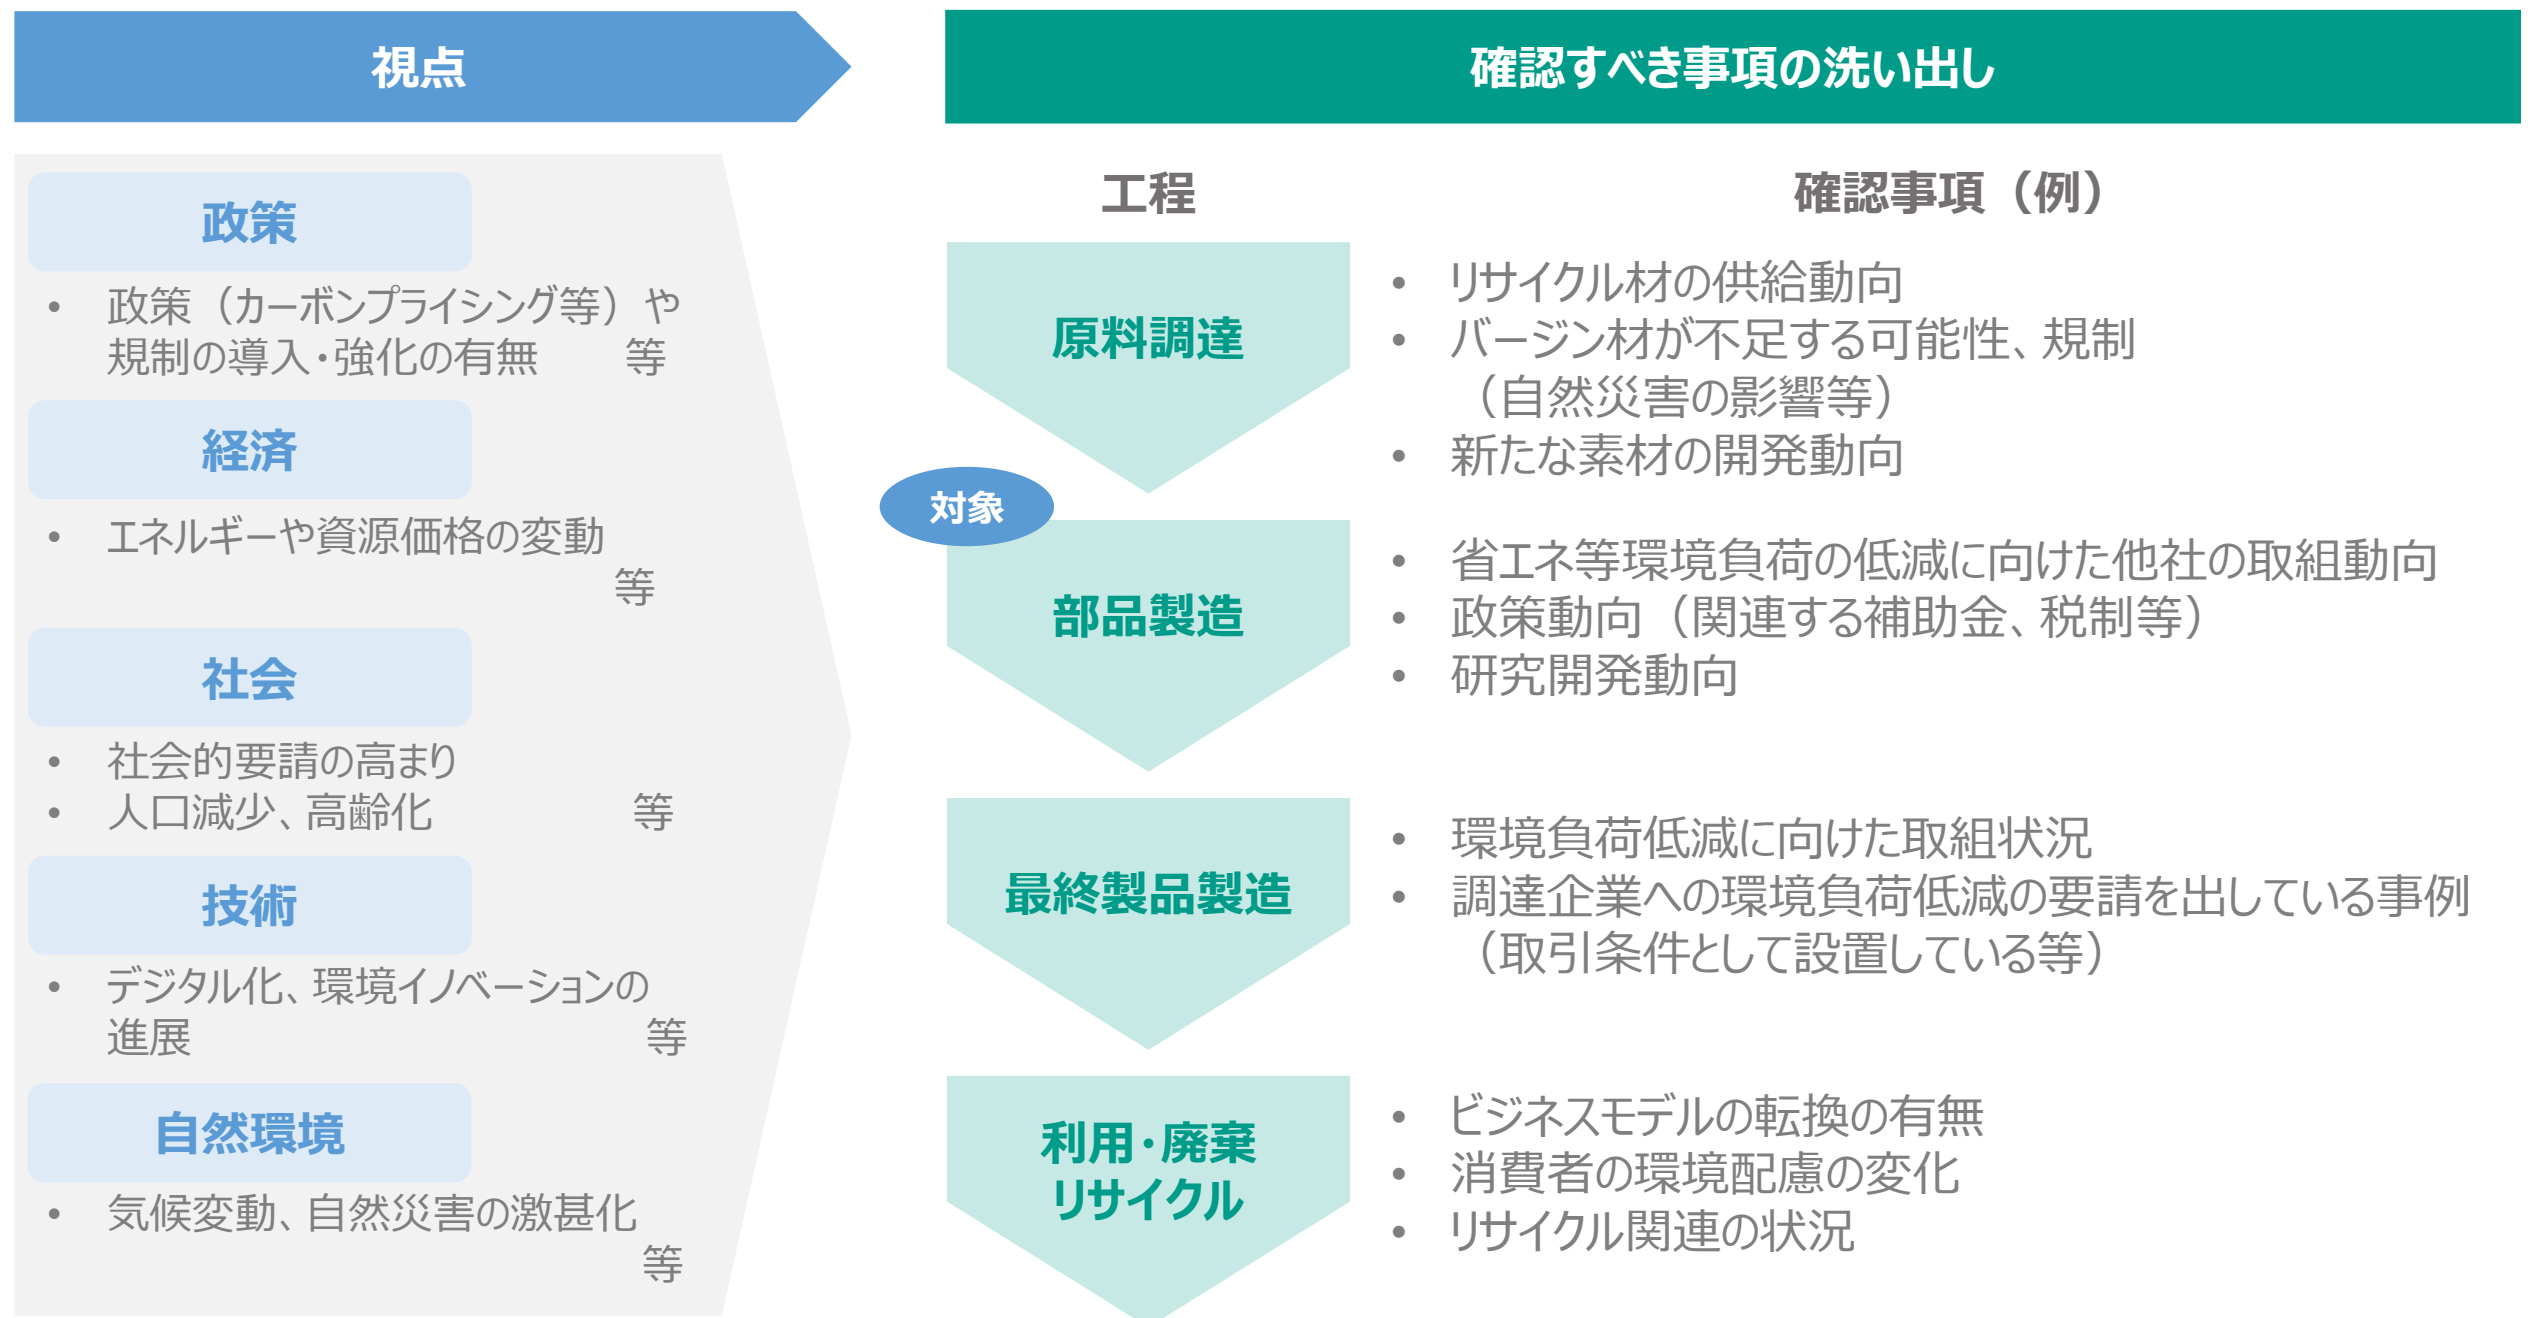 視点
政策
• 政策（カーボンプライシング等）や
規制の導入・強化の有無　等
経済
• エネルギーや資源価格の変動
等
社会
• 社会的要請の高まり
• 人口減少、高齢化　等
技術
• デジタル化、環境イノベーションの
進展　等
自然環境
• 気候変動、自然災害の激甚化
等
確認すべき事項の洗い出し
工程
確認事項（例）
原料調達
• リサイクル材の供給動向
• バージン材が不足する可能性、規制
（自然災害の影響等）
• 新たな素材の開発動向
対象
部品製造
• 省エネ等環境負荷の低減に向けた他社の取組動向
• 政策動向（関連する補助金、税制等）
• 研究開発動向
最終製品製造
• 環境負荷低減に向けた取組状況
• 調達企業への環境負荷低減の要請を出している事例
（取引条件として設置している等）
利用・廃棄
リサイクル
• ビジネスモデルの転換の有無
• 消費者の環境配慮の変化
• リサイクル関連の状況